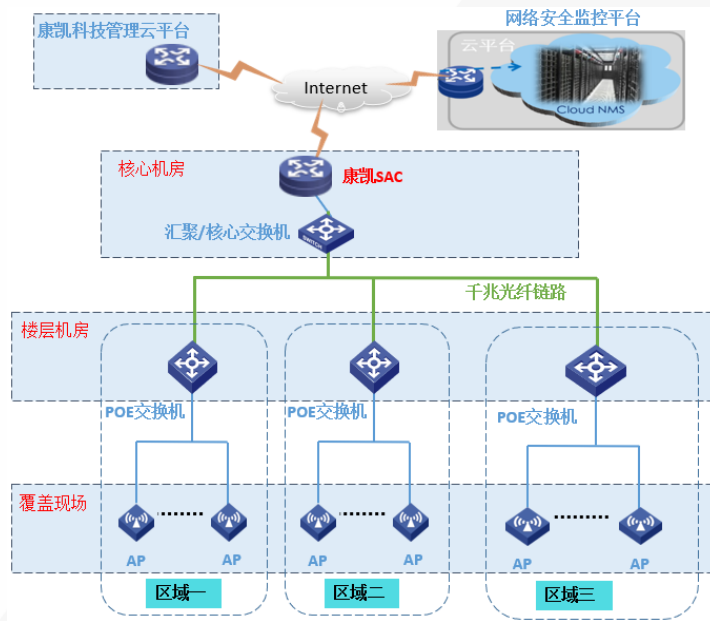 康凯科技管理云平台
网络安全监控平台
云平台
Internet
Cloud NMS
核心机房
康凯SAC
汇聚/核心交换机
SWITCH
千兆光纤链路
楼层机房
POE交换机
POE交换机
POE交换机
覆盖现场
AP
AP
AP
AP
AP
AP
区域一
区域二
区域三